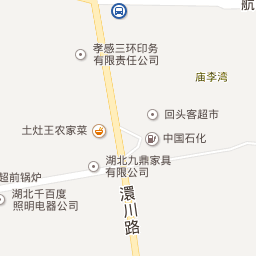 航
孝感三环印务
有限责任公司
庙李湾
回头客超市
土灶王农家菜
中国石化
湖北九鼎家具
有限公司
超前锅炉
湖北千百度
照明电器公司
澴川路